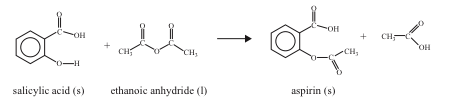 O
C
OH
O—H
+
O
C
CH₃
O
O
C
CH₃
O
C
OH
O
C
CH₃
O
+
CH₃—C
O
OH
salicylic acid (s) ethanoic anhydride (l) aspirin (s)